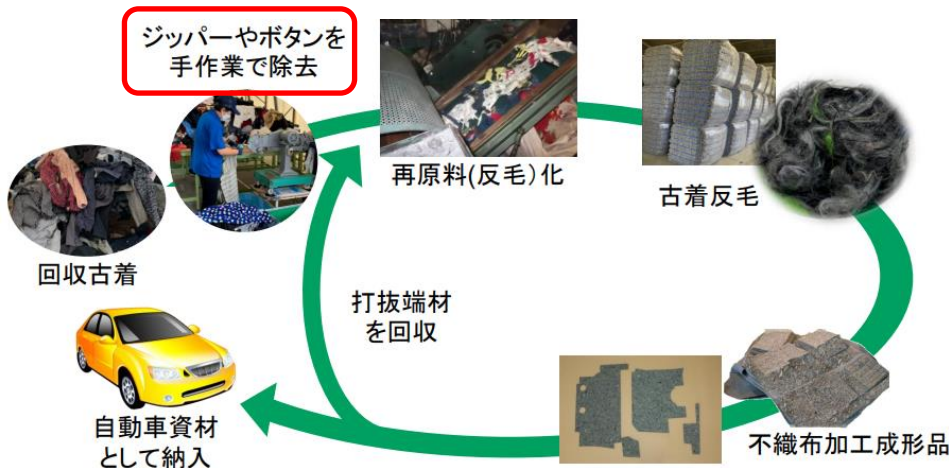 ジッパーやボタンを
手作業で除去
再原料(反毛)化
古着反毛
回収古着
打抜端材
を回収
自動車資材
として納入
不織布加工成形品